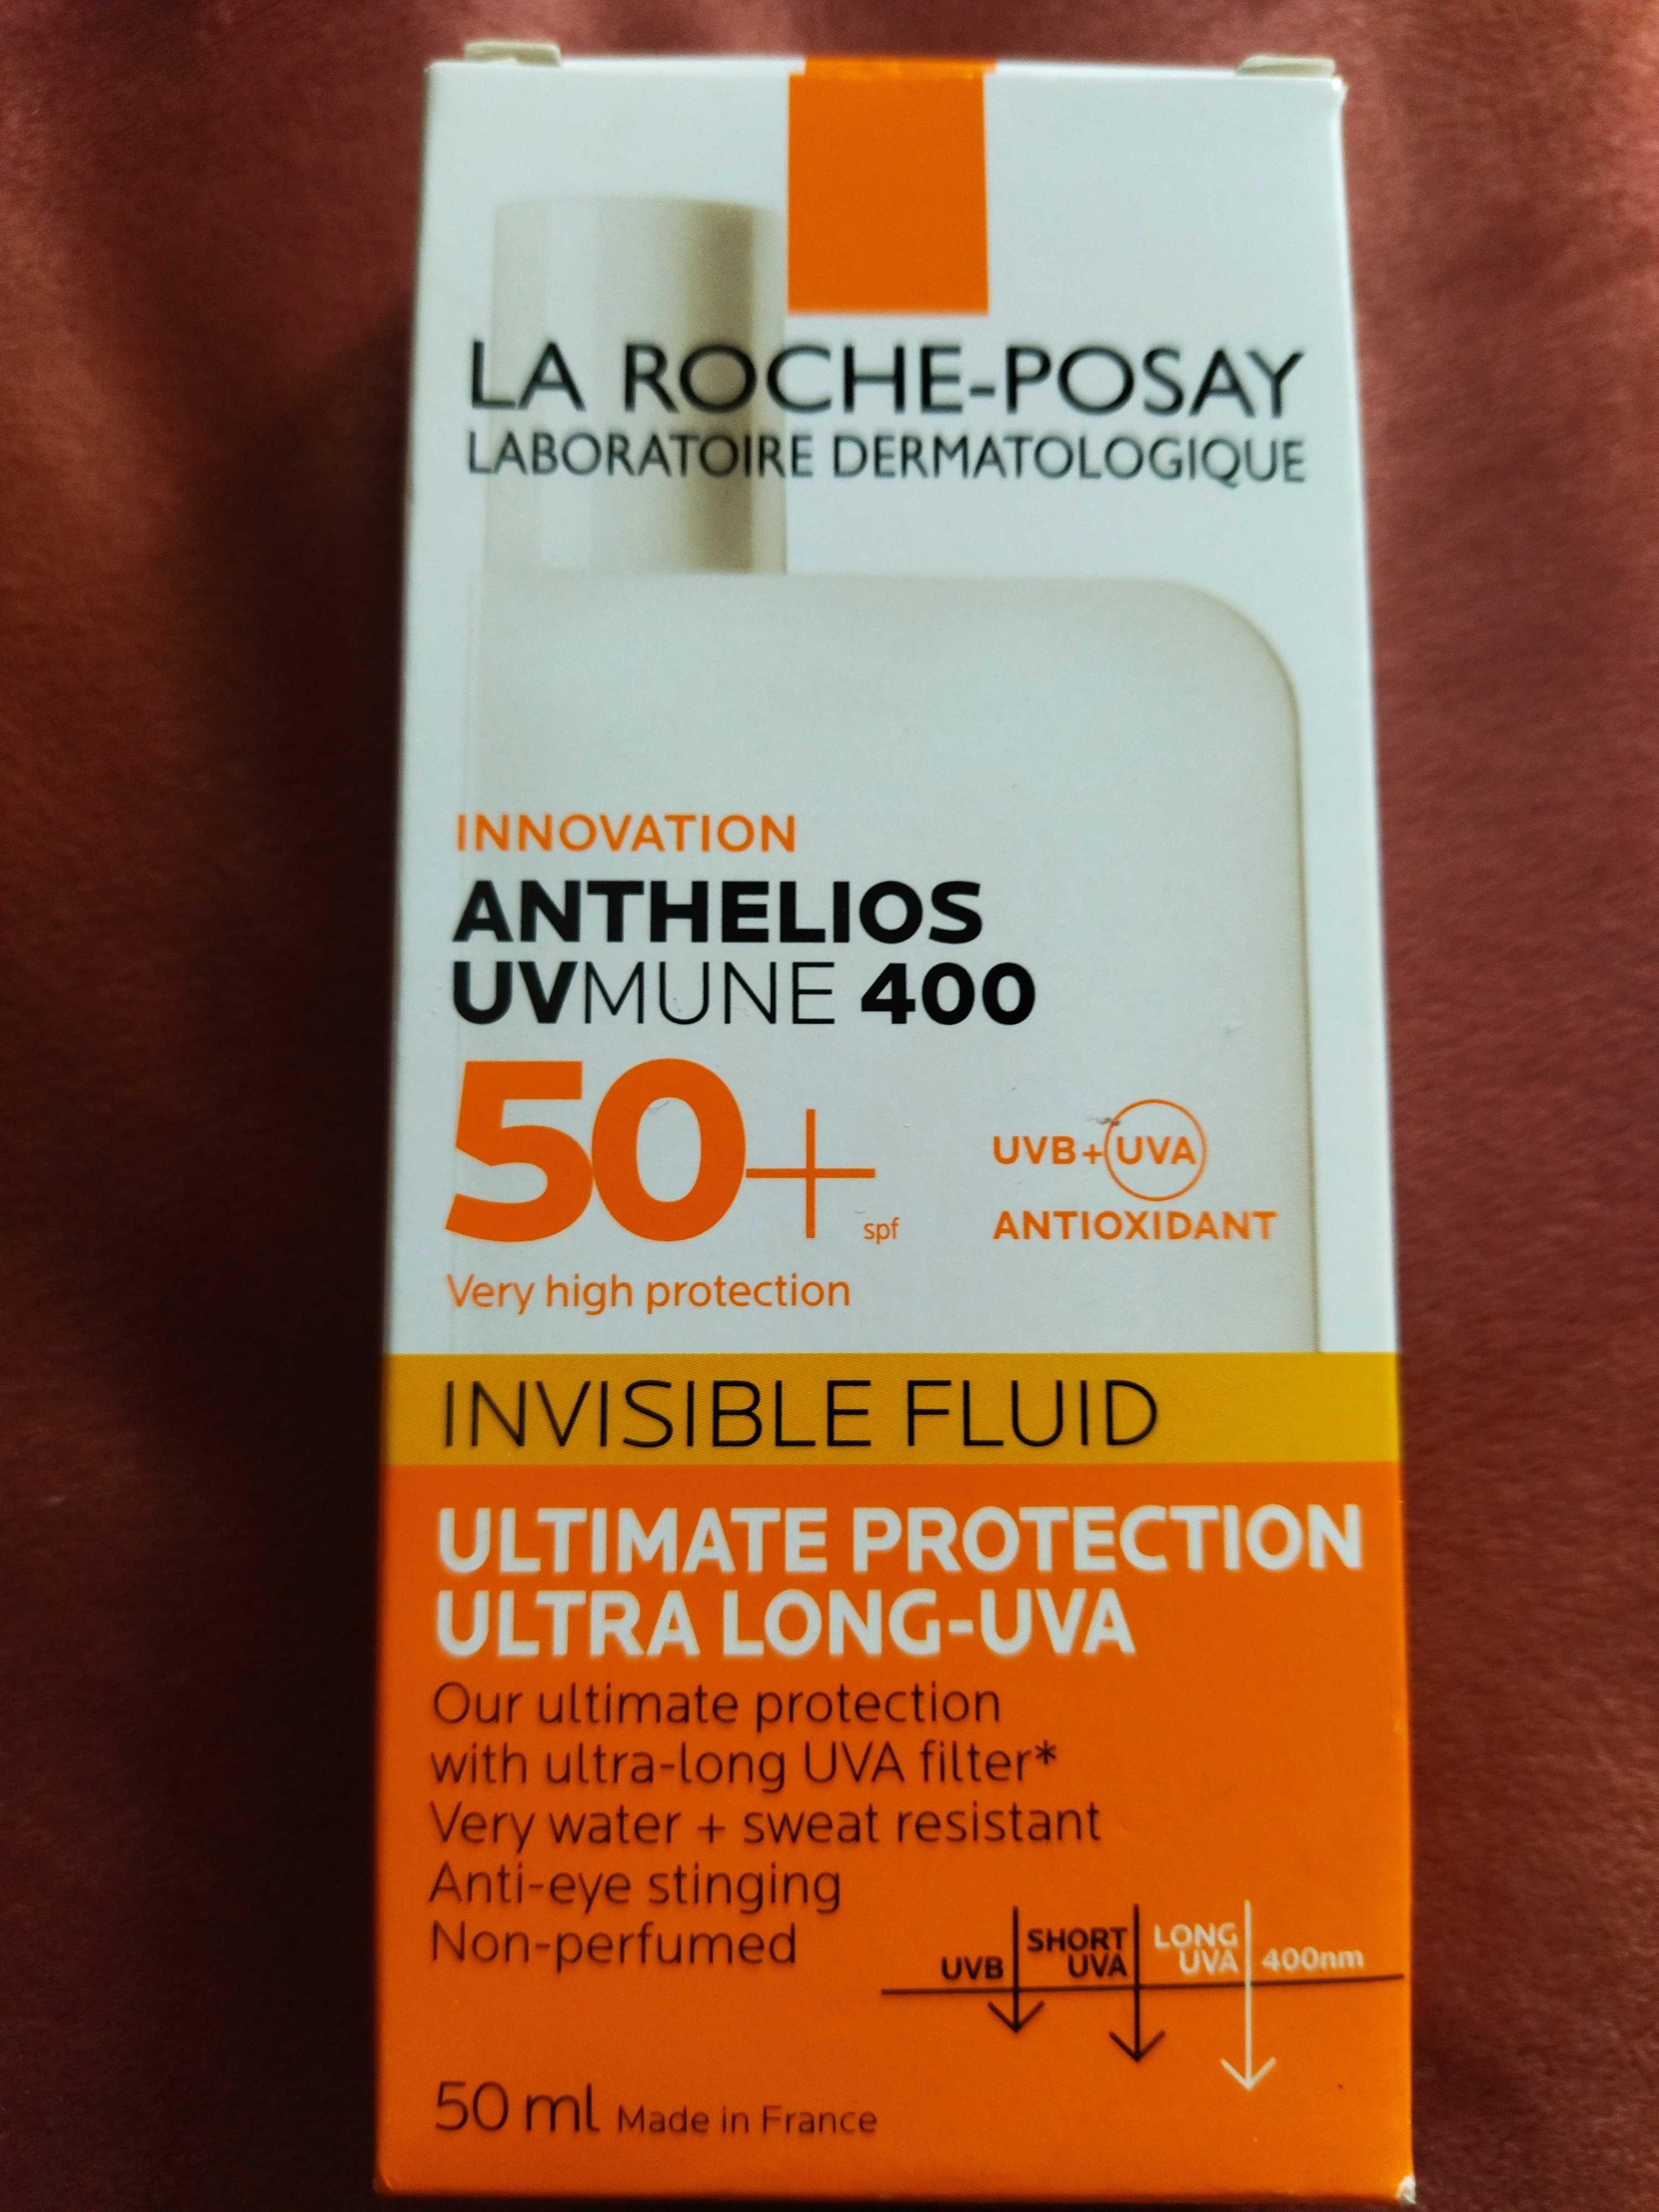 LA ROCHE-POSAY
LABORATOIRE DERMATOLOGIQUE
INNOVATION
ANTHELIOS
UVMUNE 400
50+ spf
UVB+UVA
ANTIOXIDANT
Very high protection
INVISIBLE FLUID
ULTIMATE PROTECTION
ULTRA LONG-UVA
Our ultimate protection
with ultra-long UVA filter*
Very water + sweat resistant
Anti-eye stinging
Non-perfumed
UVB
SHORT
UVA
LONG
UVA
400nm
50 ml Made in France